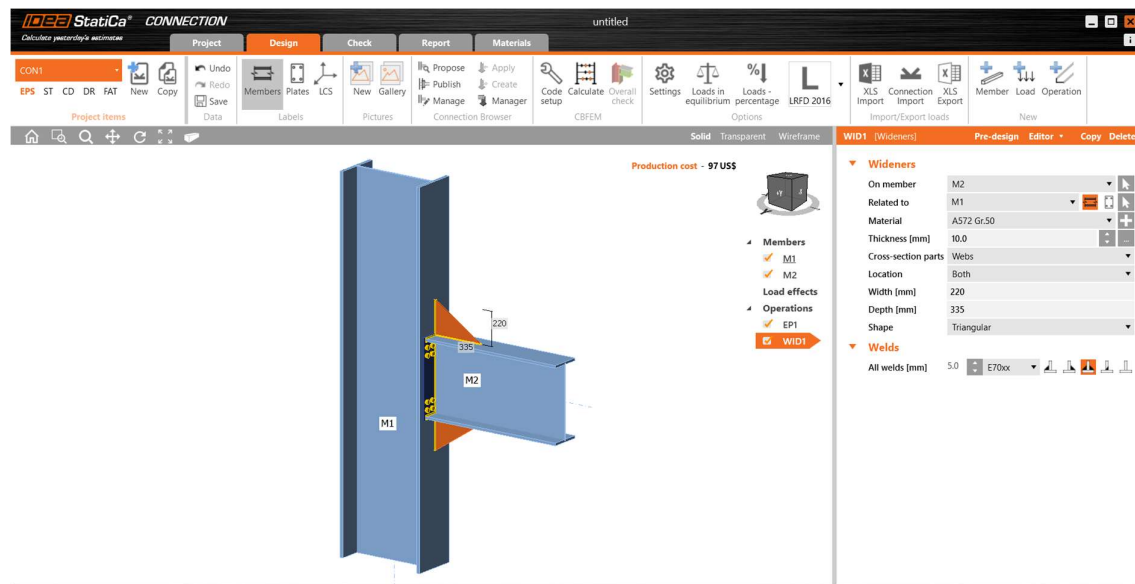 IDEA StatiCa® CONNECTION
untitled
Calculate yesterday's estimates
Project Design Check Report Materials
CON1
EPS ST CD DR FAT
New Copy
Project items
Undo
Redo
Save
Data
Members Plates LCS
Labels
New Gallery
Pictures
Propose Apply
Publish Create
Manage Manager
Connection Browser
Code setup
Calculate
Overall check
CBFEM
Settings
Loads in equilibrium
Loads - percentage
L
LRFD 2016
Options
XLS Import
Connection Import
XLS Export
Import/Export loads
Member Load Operation
New
Solid Transparent Wireframe
WID1 [Wideners] Pre-design Editor Copy Delete
Production cost - 97 US$
Members
M1
M2
Load effects
Operations
EP1
WID1
220
335
M2
M1
Wideners
On member M2
Related to M1
Material A572 Gr.50
Thickness [mm] 10.0
Cross-section parts Webs
Location Both
Width [mm] 220
Depth [mm] 335
Shape Triangular
Welds
All welds [mm] 5.0 E70xx